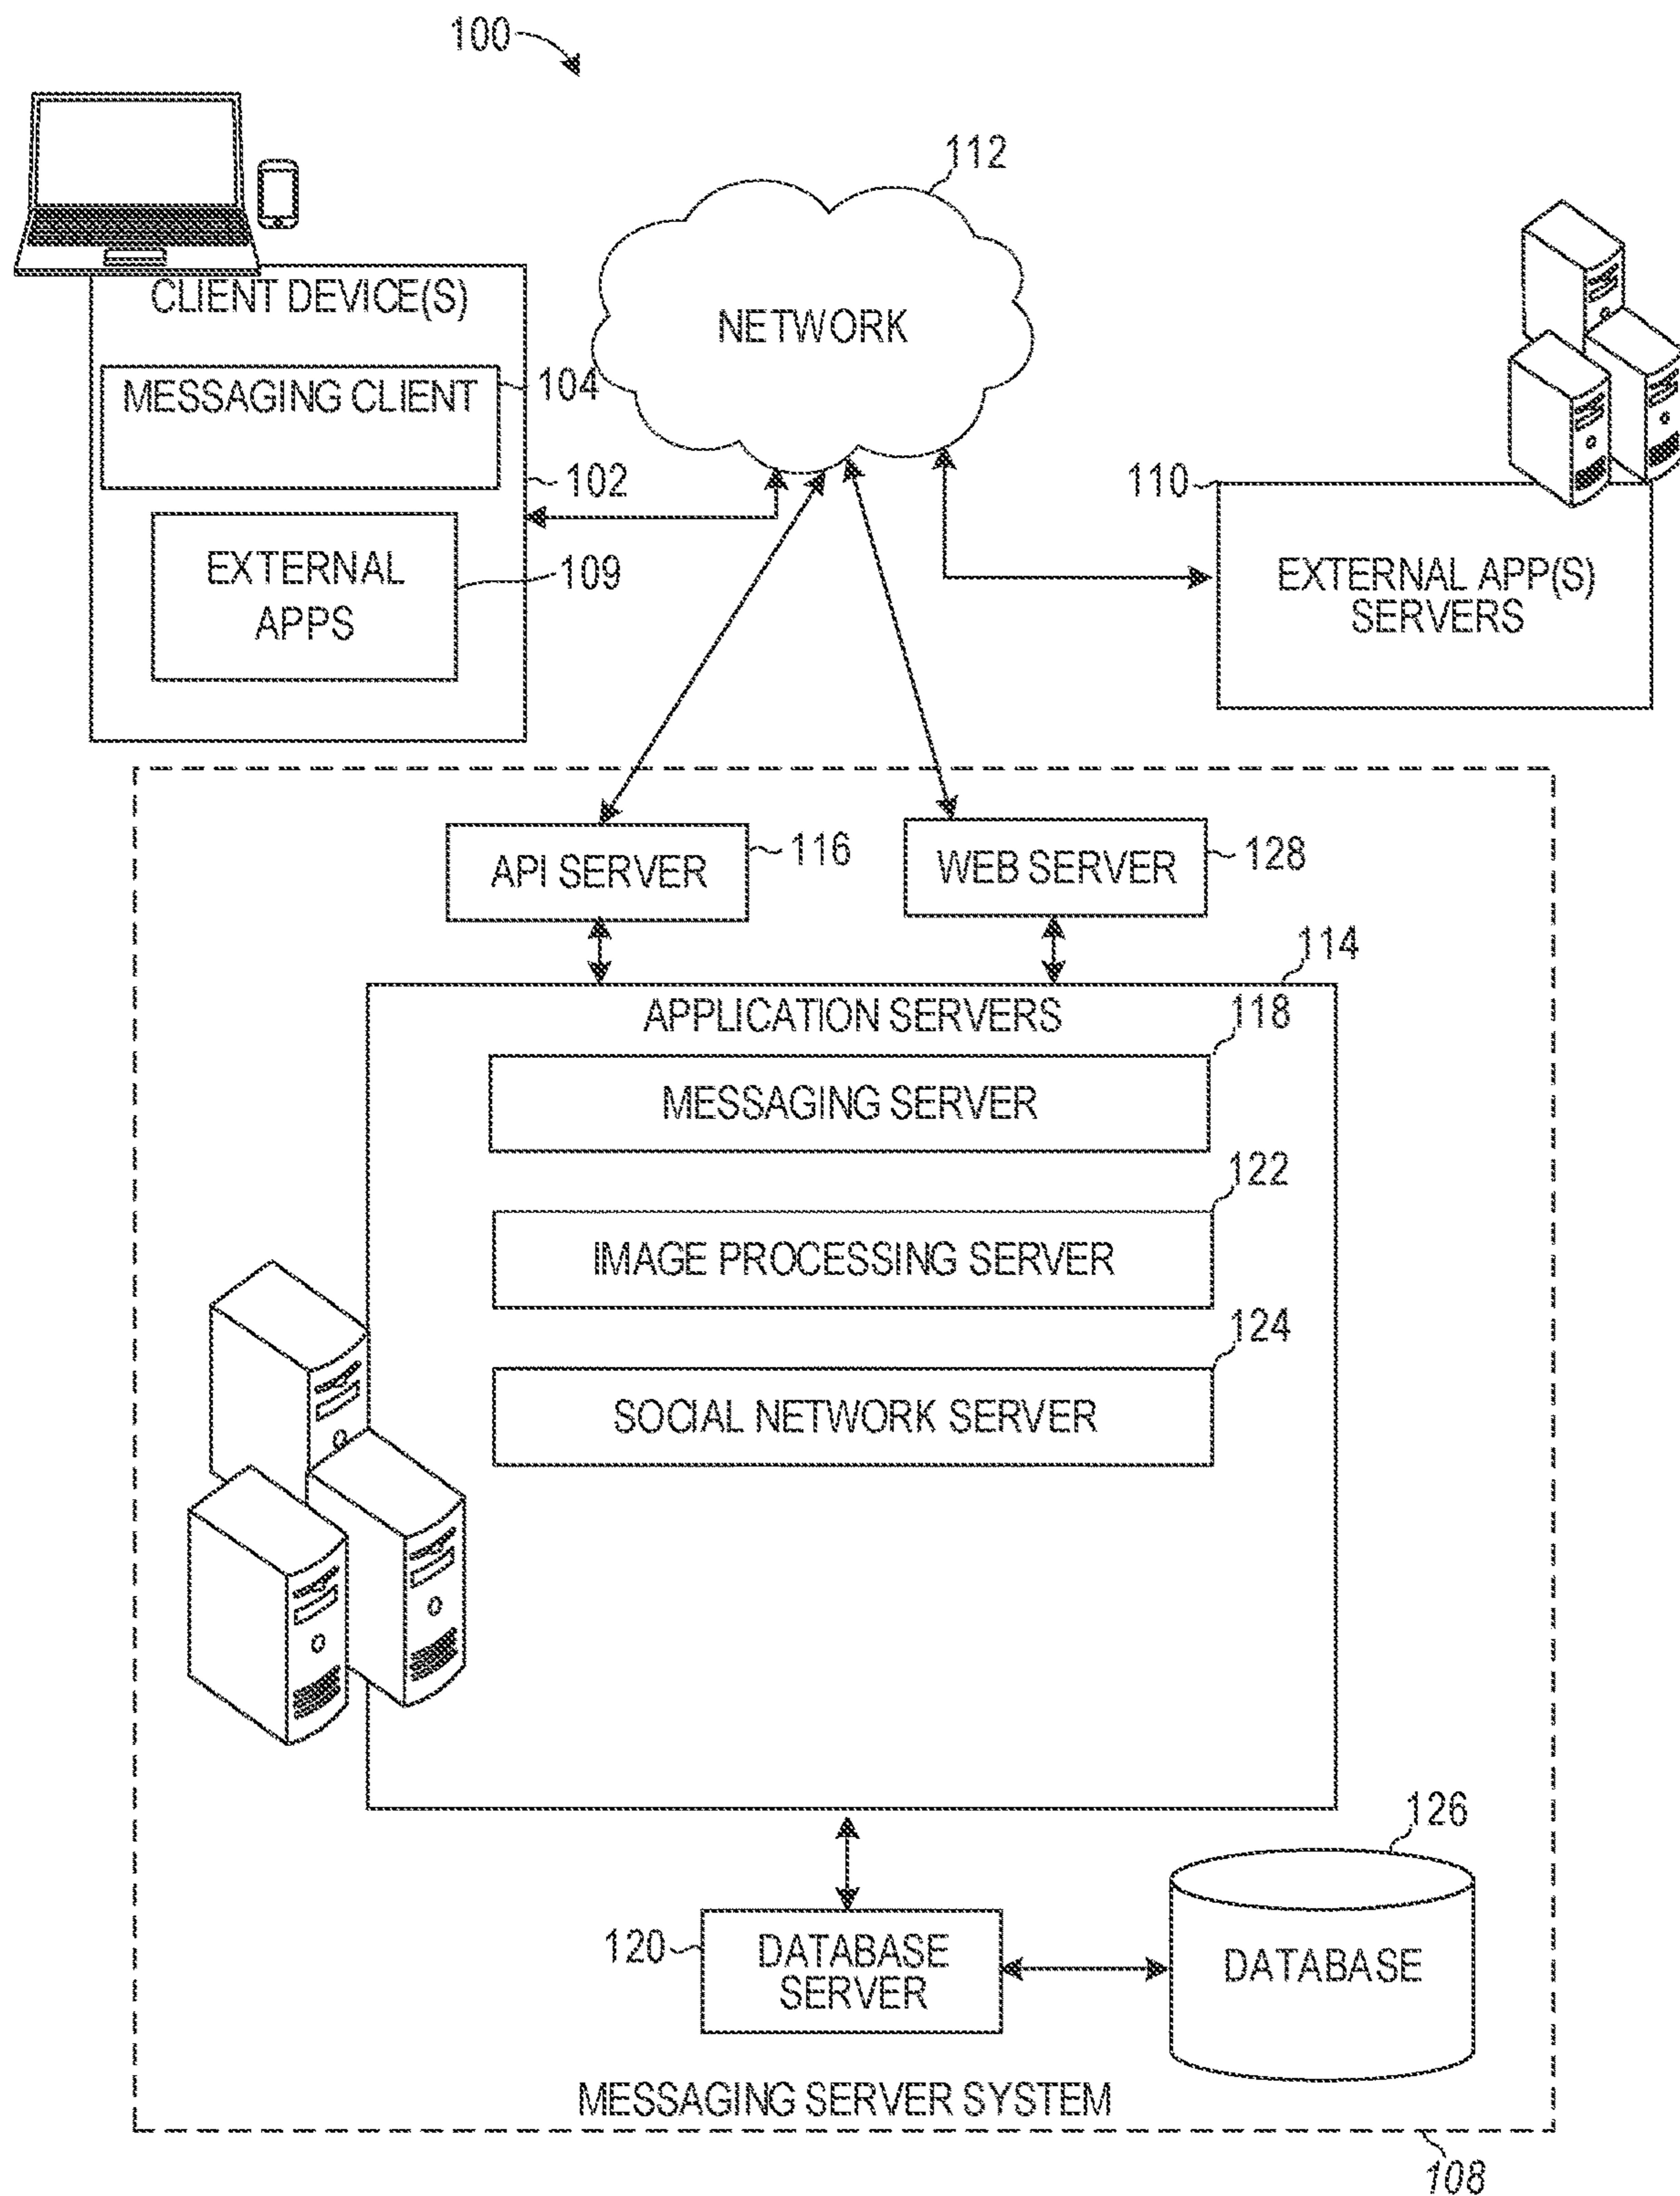 100
112
CLIENT DEVICE(S)
NETWORK
MESSAGING CLIENT
104
102
110
EXTERNAL
APPS
109
EXTERNAL APP(S)
SERVERS
API SERVER
116
WEB SERVER
128
114
APPLICATION SERVERS
118
MESSAGING SERVER
122
IMAGE PROCESSING SERVER
124
SOCIAL NETWORK SERVER
126
120
DATABASE
SERVER
DATABASE
MESSAGING SERVER SYSTEM
108